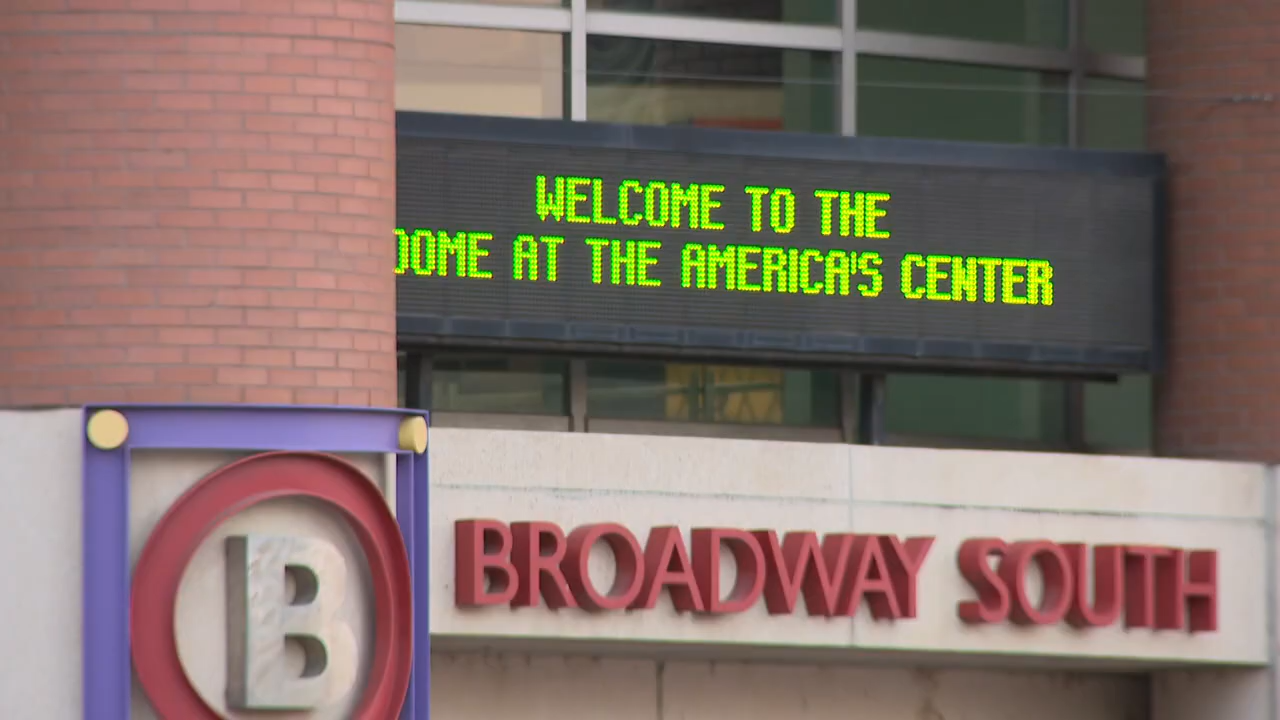 WELCOME TO THE
DOME AT THE AMERICA'S CENTER
B
BROADWAY SOUTH